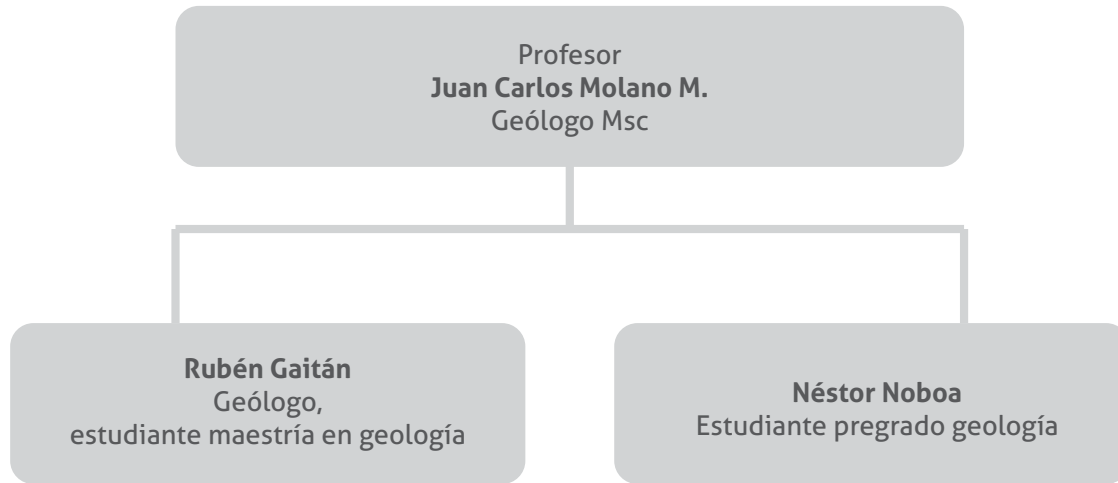 Profesor
Juan Carlos Molano M.
Geólogo Msc
Rubén Gaitán
Geólogo,
estudiante maestría en geología
Néstor Noboa
Estudiante pregrado geología